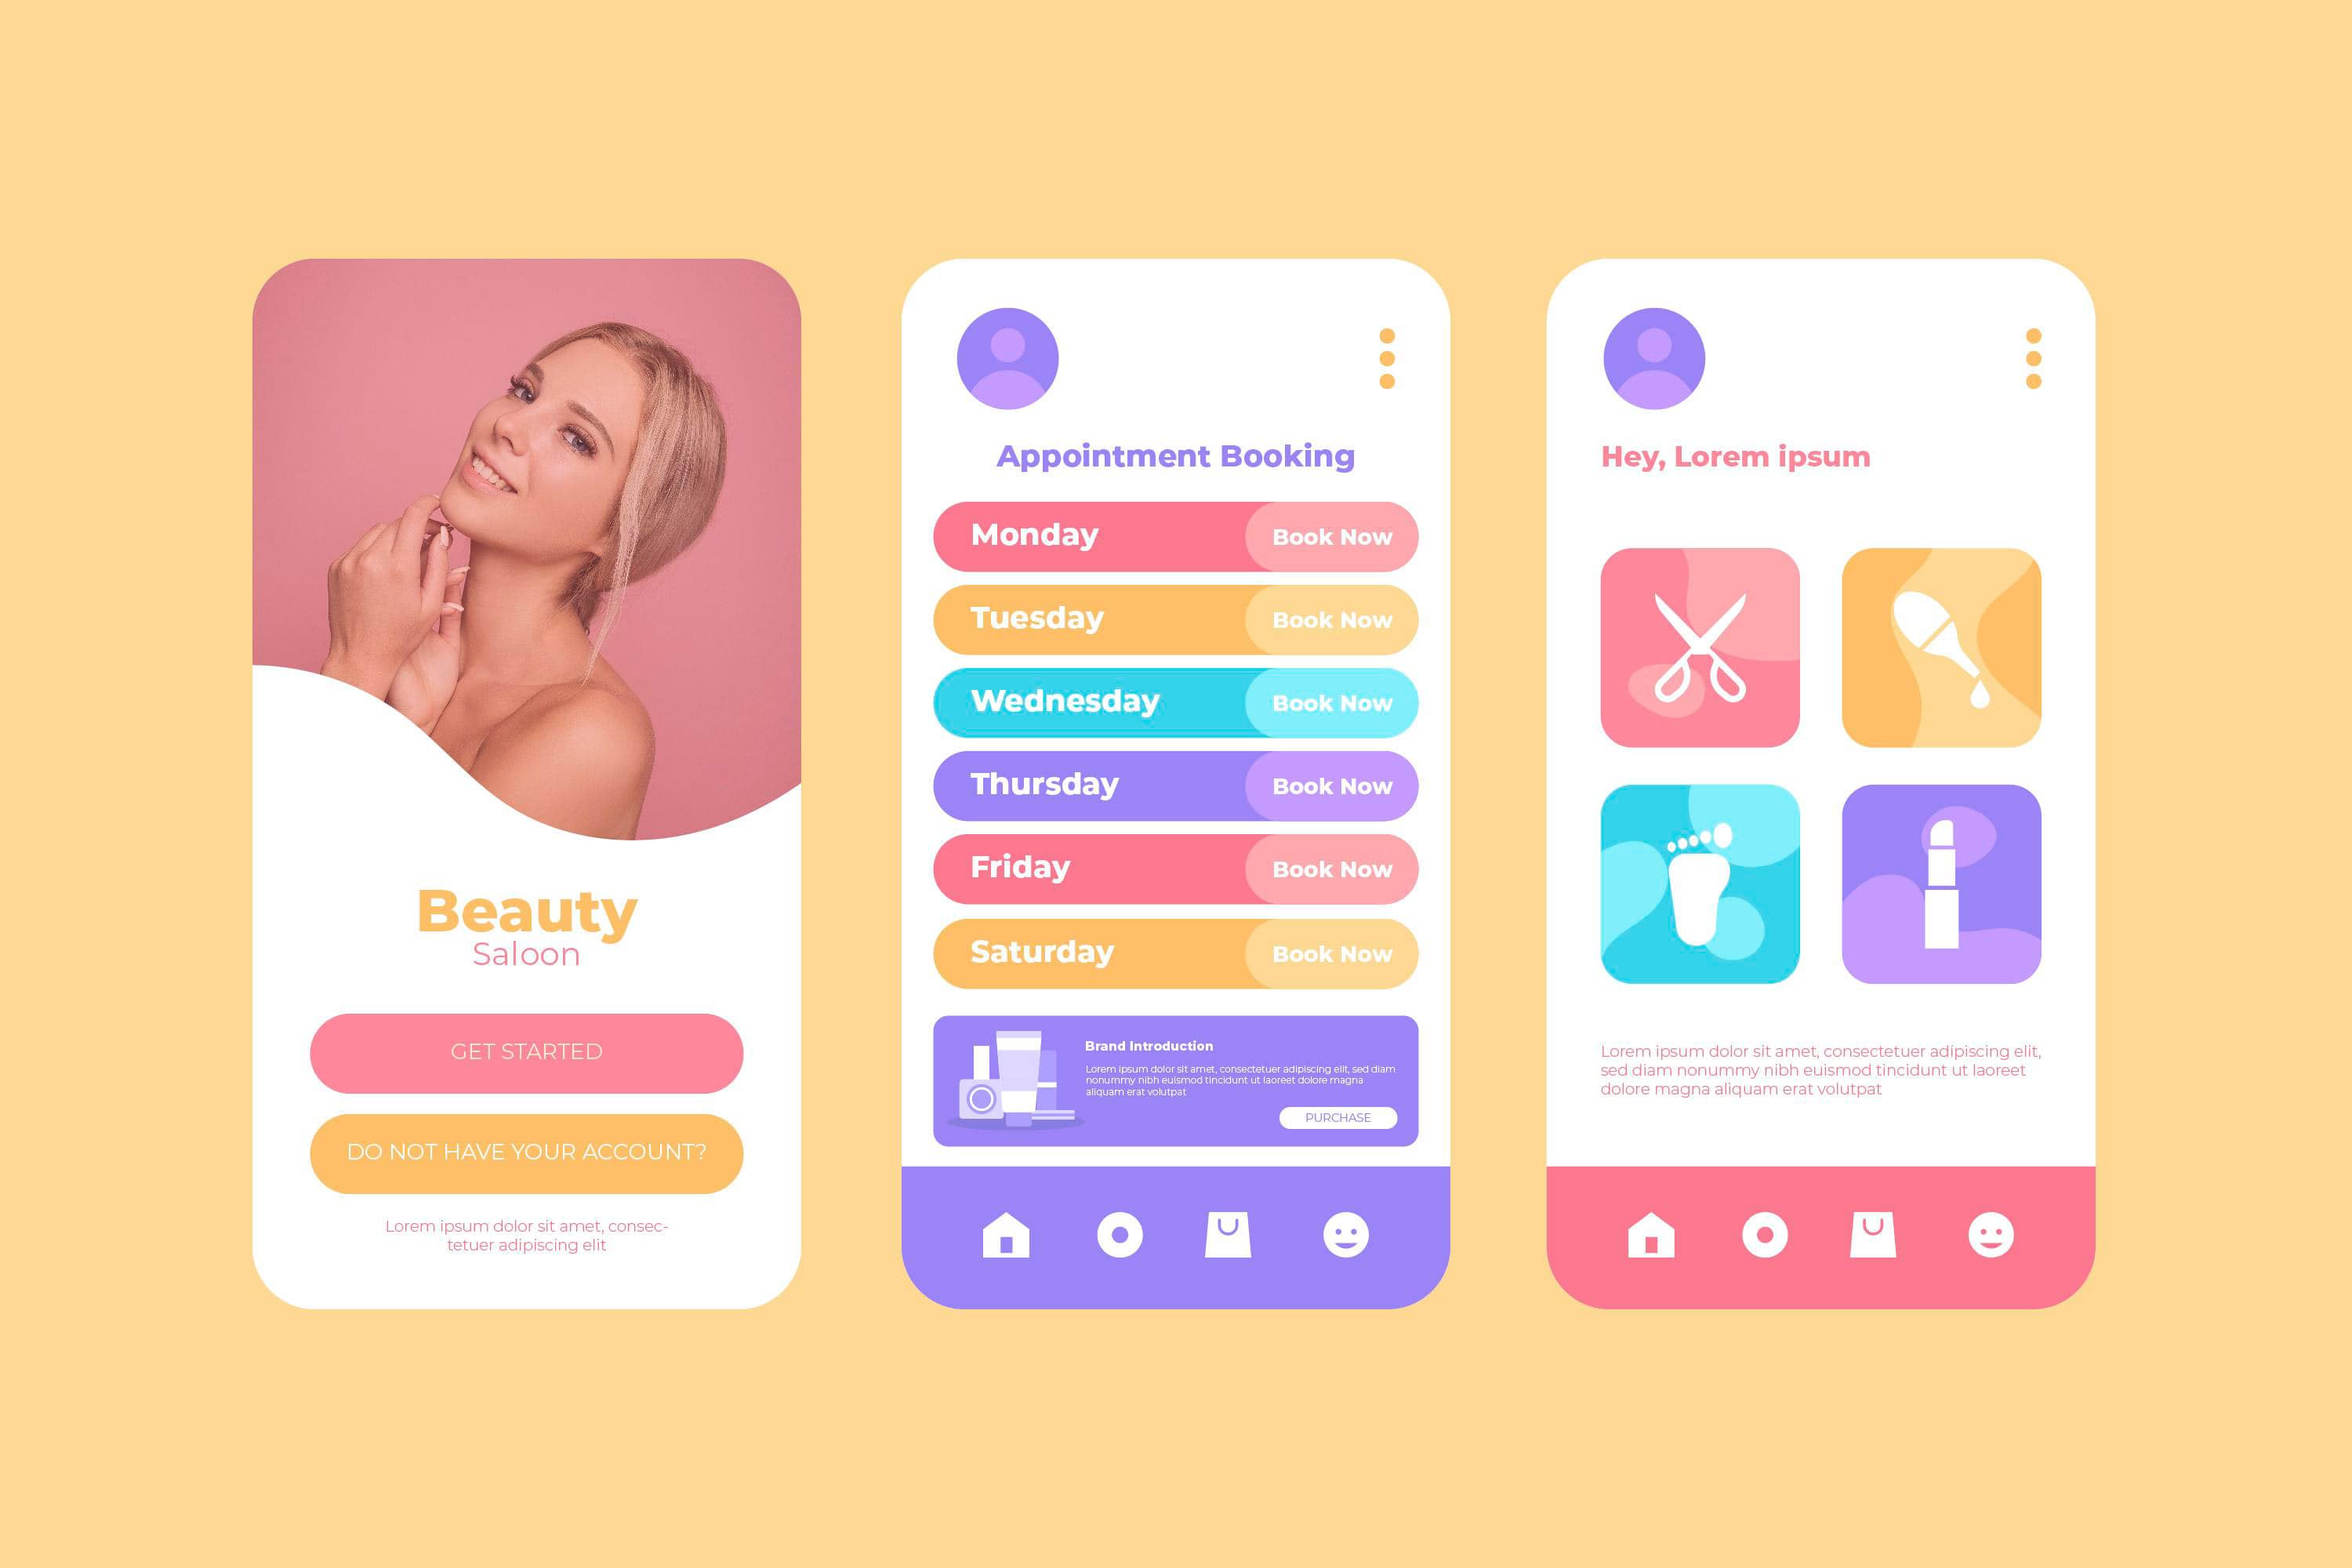 Beauty
Saloon
GET STARTED
DO NOT HAVE YOUR ACCOUNT?
Lorem ipsum dolor sit amet, consec-
tetuer adipiscing elit
Appointment Booking
Monday Book Now
Tuesday Book Now
Wednesday Book Now
Thursday Book Now
Friday Book Now
Saturday Book Now
Brand Introduction
Lorem ipsum dolor sit amet, consectetuer adipiscing elit, sed diam
nonummy nibh euismod tincidunt ut laoreet dolore magna
aliquam erat volutpat
PURCHASE
Hey, Lorem ipsum
Lorem ipsum dolor sit amet, consectetuer adipiscing elit,
sed diam nonummy nibh euismod tincidunt ut laoreet
dolore magna aliquam erat volutpat